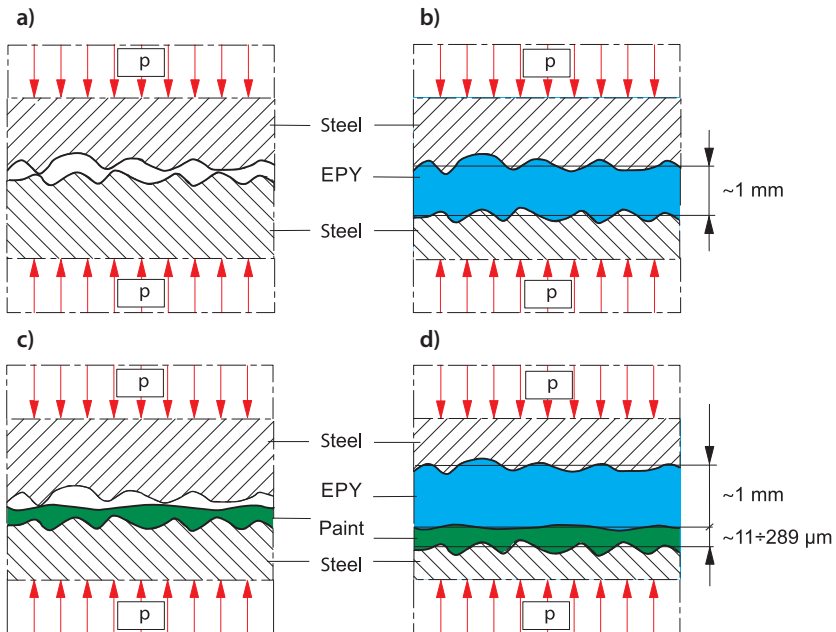 a)
b)
p
p
Steel
EPY
~1 mm
Steel
p
p
c)
d)
p
p
Steel
EPY
~1 mm
Paint
~11÷289 µm
Steel
p
p